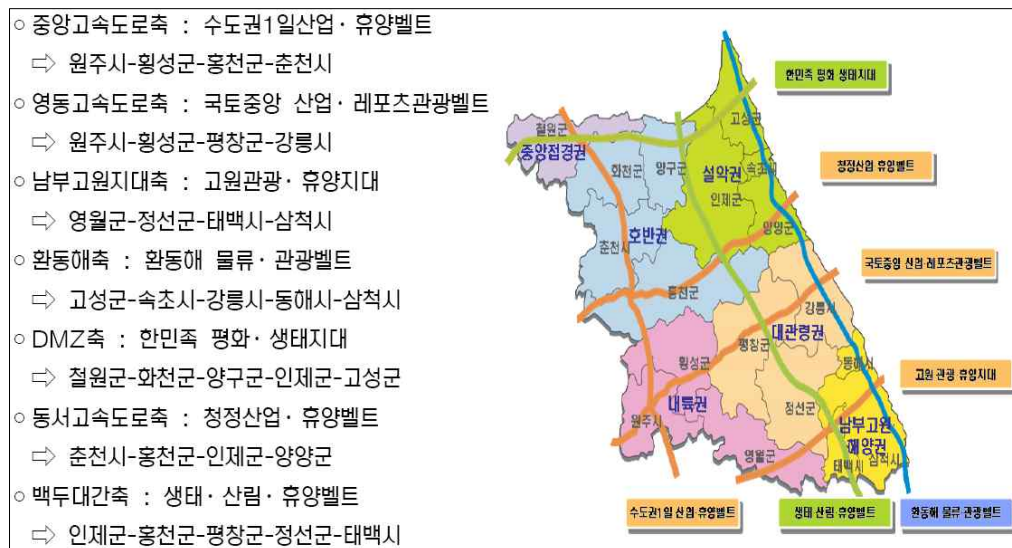 ○ 중앙고속도로축 : 수도권1일산업· 휴양벨트
⇨ 원주시-횡성군-홍천군-춘천시
○ 영동고속도로축 : 국토중앙 산업· 레포츠관광벨트
⇨ 원주시-횡성군-평창군-강릉시
○ 남부고원지대축 : 고원관광· 휴양지대
⇨ 영월군-정선군-태백시-삼척시
○ 환동해축 : 환동해 물류· 관광벨트
⇨ 고성군-속초시-강릉시-동해시-삼척시
○ DMZ축 : 한민족 평화· 생태지대
⇨ 철원군-화천군-양구군-인제군-고성군
○ 동서고속도로축 : 청정산업· 휴양벨트
⇨ 춘천시-홍천군-인제군-양양군
○ 백두대간축 : 생태· 산림· 휴양벨트
⇨ 인제군-홍천군-평창군-정선군-태백시
한민족 평화 생태지대
고성군
철원군
중앙접경권
화천군
양구군
설악권
속초시
청정산업 휴양벨트
인제군
양양군
호반권
춘천시
국토중앙 산업·레포츠관광벨트
홍천군
강릉시
대관령권
평창군
횡성군
동해시
고원 관광 휴양지대
내륙권
정선군
원주시
남부고원
해양권
영월군
태백시
삼척시
수도권1일 산업·휴양벨트
생태 산림 휴양벨트
환동해 물류·관광벨트